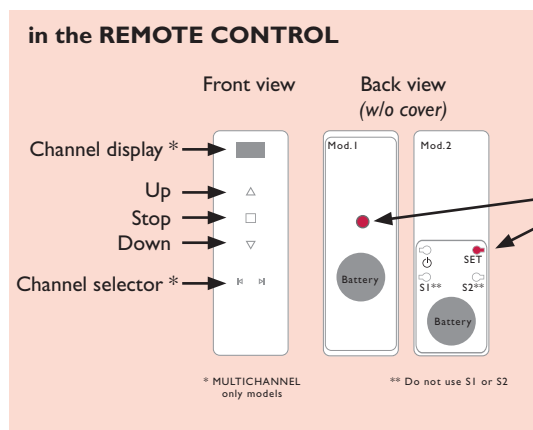 in the REMOTE CONTROL
Front view
Back view
(w/o cover)
Channel display *
Up
Stop
Down
Channel selector *
Mod.1
Battery
Mod.2
SET
S1** S2**
Battery
* MULTICHANNEL
only models
** Do not use S1 or S2